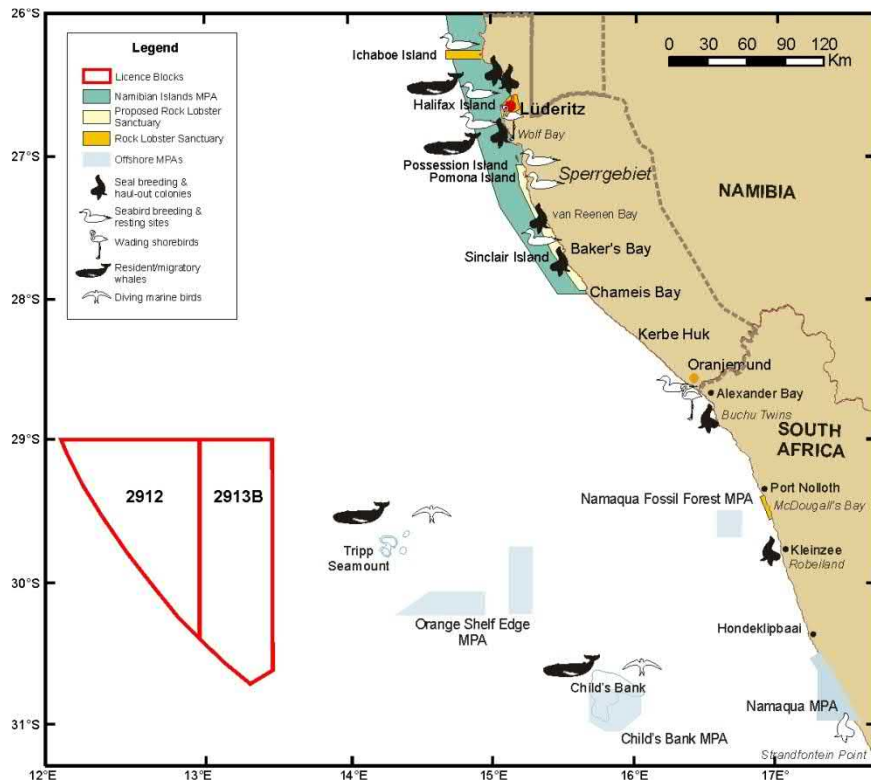 26°S
27°S
28°S
29°S
30°S
31°S
12°E
13°E
14°E
15°E
16°E
17°E
Legend
Licence Blocks
Namibian Islands MPA
Proposed Rock Lobster
Sanctuary
Rock Lobster Sanctuary
Offshore MPAs
Seal breeding &
haul-out colonies
Seabird breeding &
resting sites
Wading shorebirds
Resident/migratory
whales
Diving marine birds
0 30 60 90 120
Km
Ichaboe Island
Halifax Island
Lüderitz
Wolf Bay
Possession Island
Pomona Island
Sperrgebiet
NAMIBIA
van Reenen Bay
Baker's Bay
Sinclair Island
Chameis Bay
Kerbe Huk
Oranjemund
Alexander Bay
Buchu Twins
SOUTH
AFRICA
2912
2913B
Port Nolloth
Namaqua Fossil Forest MPA
McDougall's Bay
Tripp
Seamount
Kleinzee
Robeiland
Orange Shelf Edge
MPA
Hondeklipbaai
Child's Bank
Namaqua MPA
Child's Bank MPA
Strandfontein Point